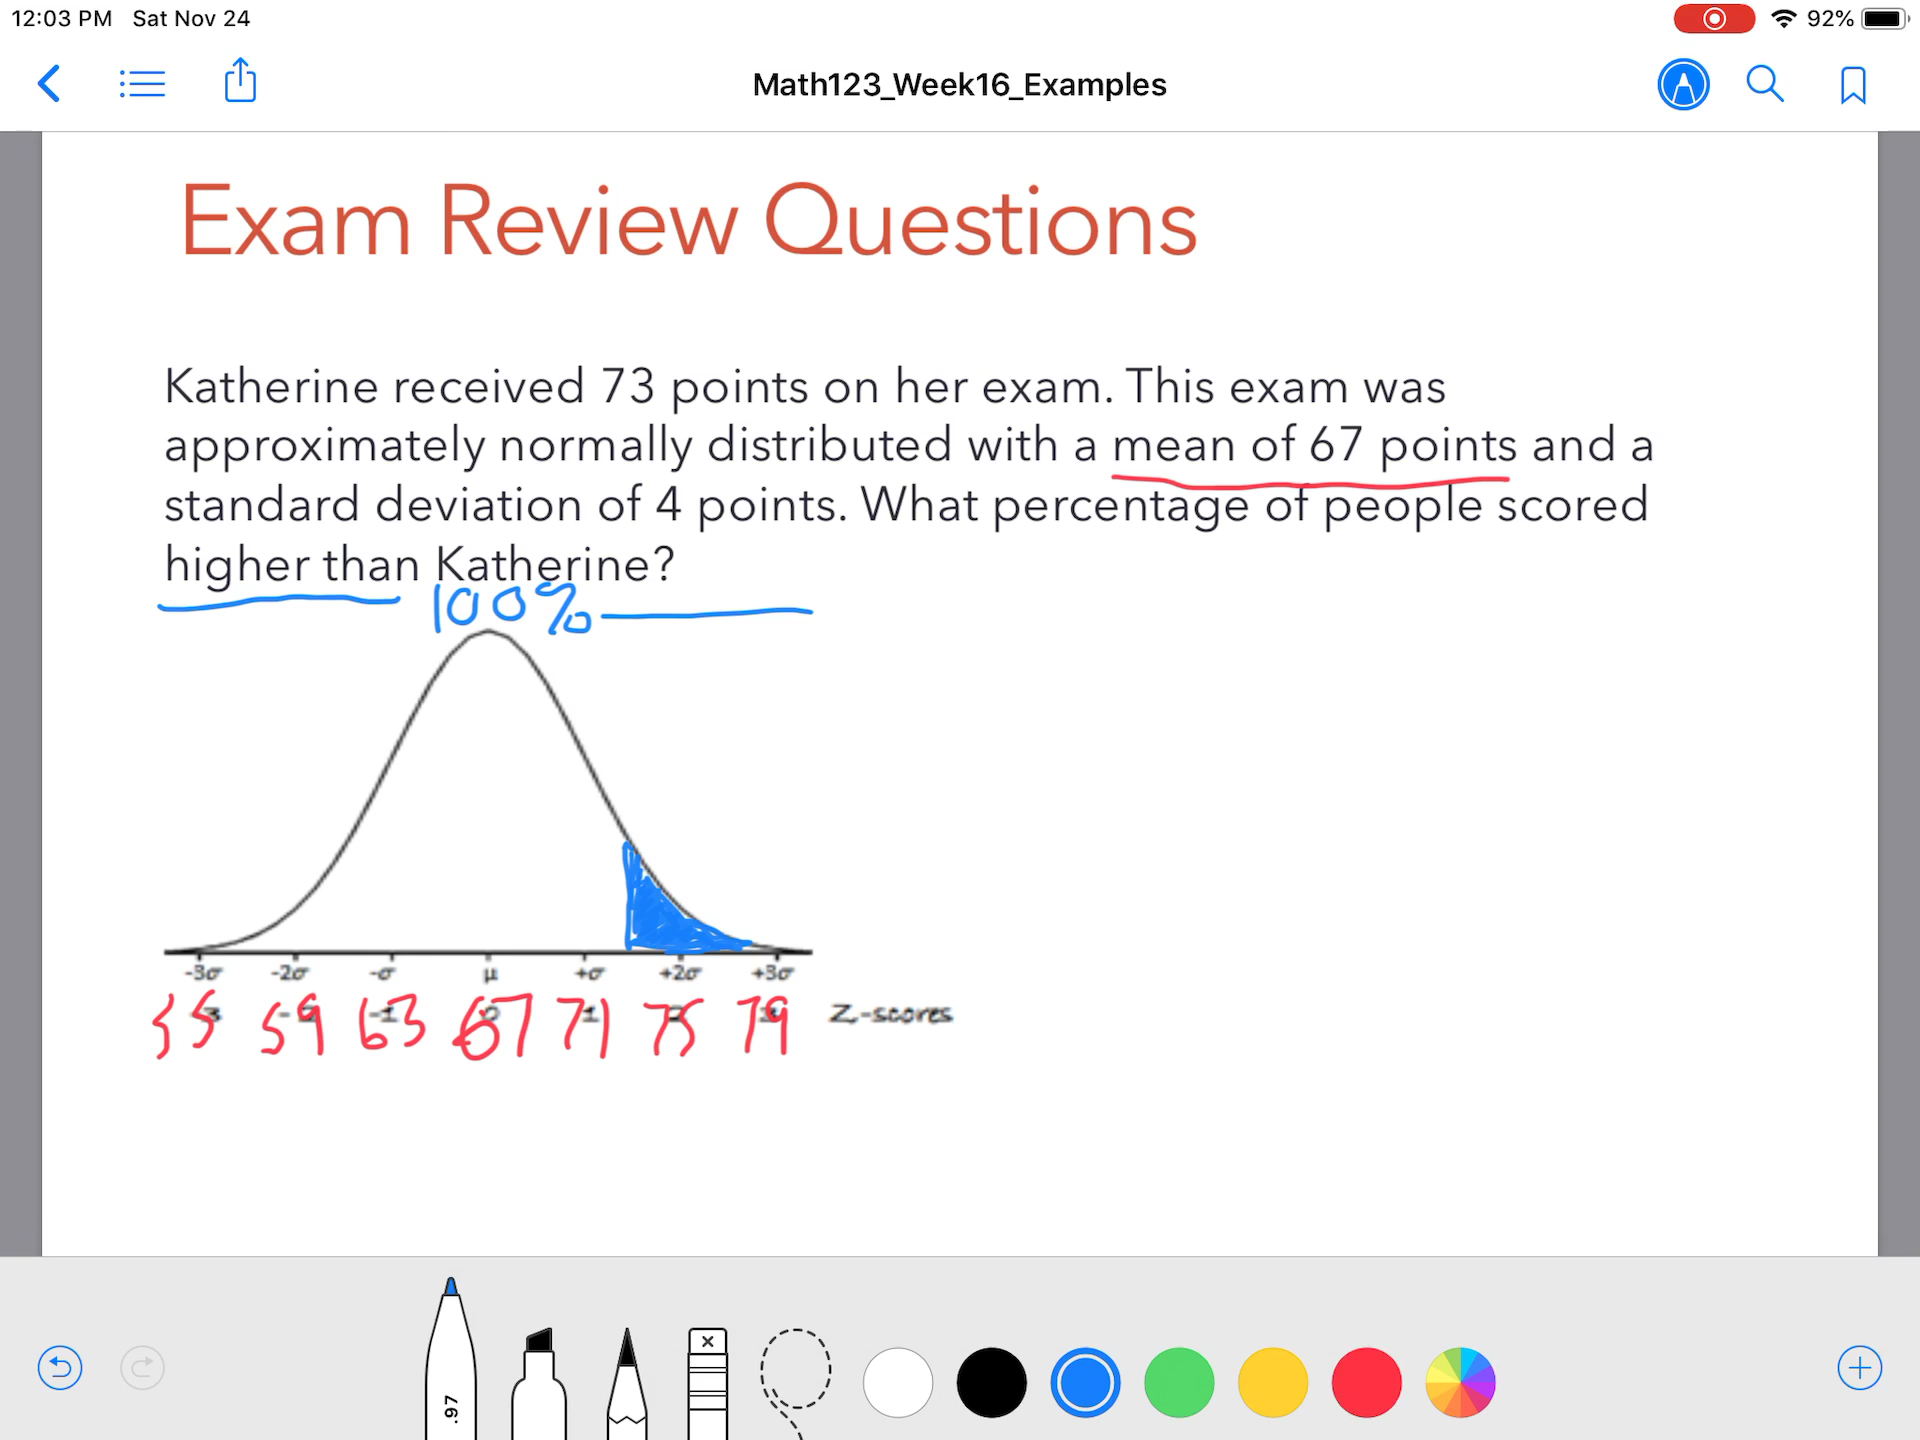 12:03 PM Sat Nov 24
92%
Math123_Week16_Examples
Exam Review Questions
Katherine received 73 points on her exam. This exam was
approximately normally distributed with a mean of 67 points and a
standard deviation of 4 points. What percentage of people scored
higher than Katherine?
100%
-3σ -2σ -σ μ +σ +2σ +3σ
55 59 63 67 71 75 79 Z-scores
.97